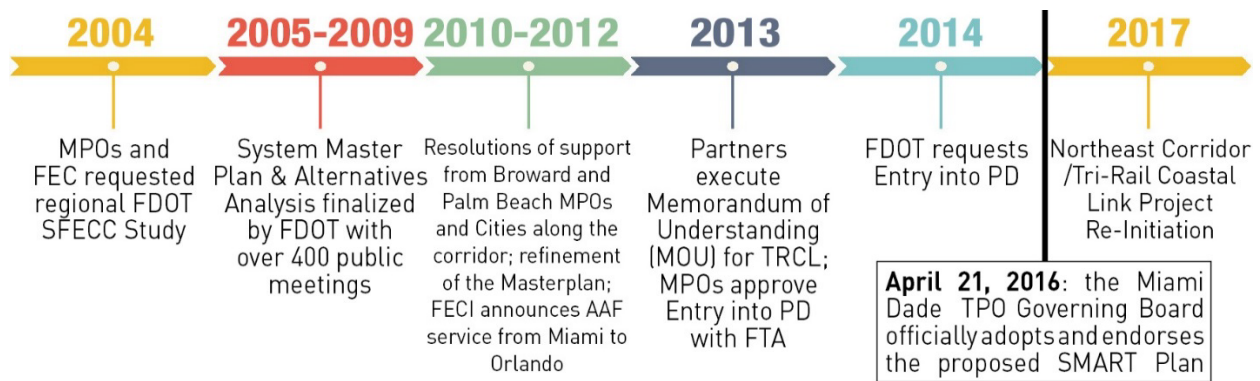 2004
MPOs and
FEC requested
regional FDOT
SFECC Study
2005-2009
System Master
Plan & Alternatives
Analysis finalized
by FDOT with
over 400 public
meetings
2010-2012
Resolutions of support
from Broward and
Palm Beach MPOs
and Cities along the
corridor; refinement
of the Masterplan;
FECI announces AAF
service from Miami to
Orlando
2013
Partners
execute
Memorandum of
Understanding
(MOU) for TRCL;
MPOs approve
Entry into PD
with FTA
2014
FDOT requests
Entry into PD
2017
Northeast Corridor
/Tri-Rail Coastal
Link Project
Re-Initiation
April 21, 2016: the Miami
Dade TPO Governing Board
officially adopts and endorses
the proposed SMART Plan